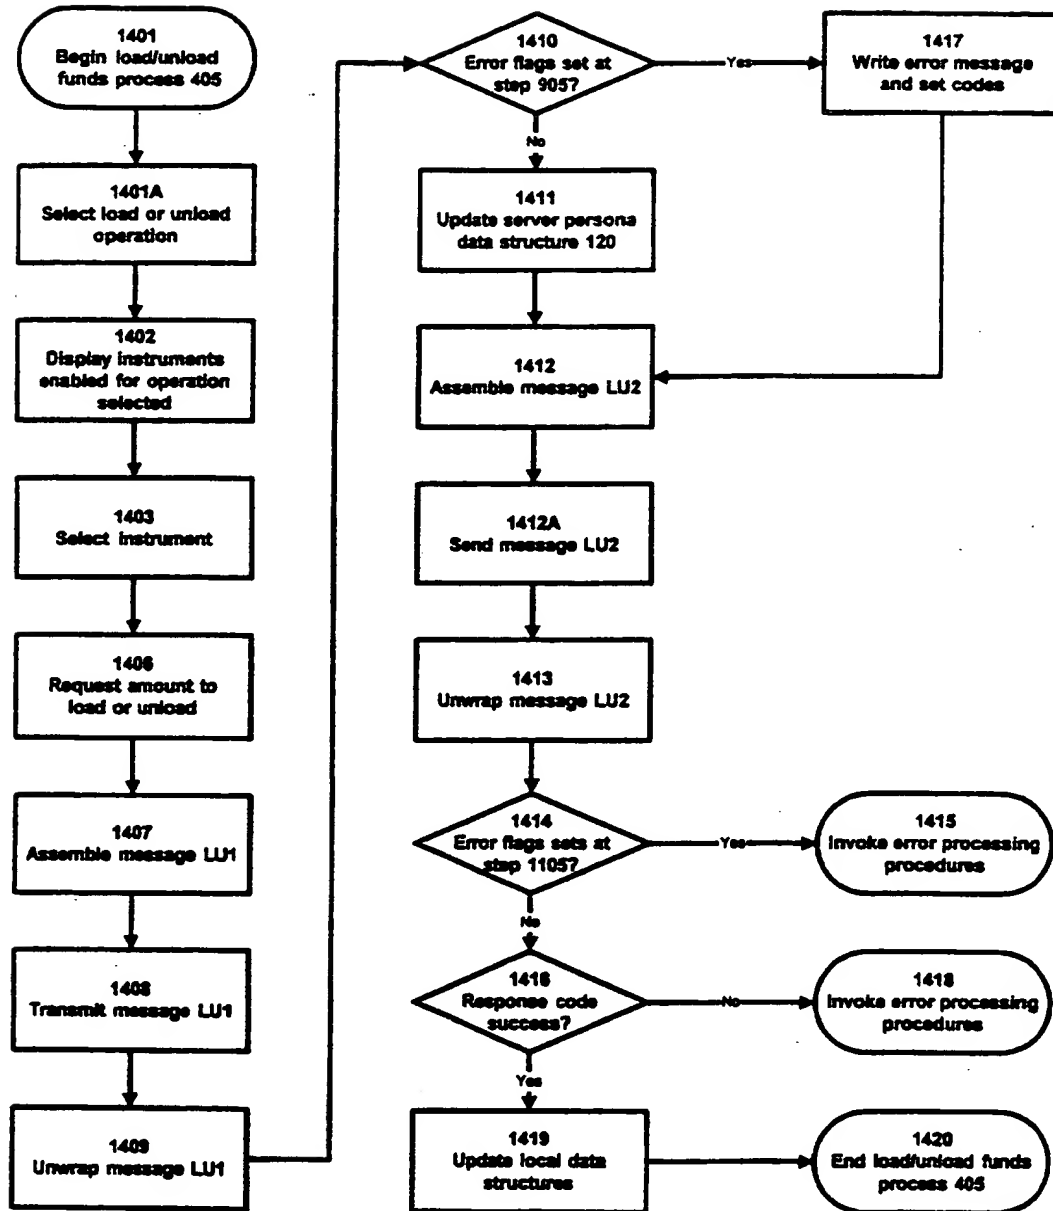 1401
Begin load/unload
funds process 405
1401A
Select load or unload
operation
1402
Display instruments
enabled for operation
selected
1403
Select instrument
1406
Request amount to
load or unload
1407
Assemble message LU1
1408
Transmit message LU1
1409
Unwrap message LU1
1410
Error flags set at
step 905?
Yes
No
1417
Write error message
and set codes
1411
Update server persona
data structure 120
1412
Assemble message LU2
1412A
Send message LU2
1413
Unwrap message LU2
1414
Error flags sets at
step 1105?
Yes
No
1415
Invoke error processing
procedures
1416
Response code
success?
No
Yes
1418
Invoke error processing
procedures
1419
Update local data
structures
1420
End load/unload funds
process 405